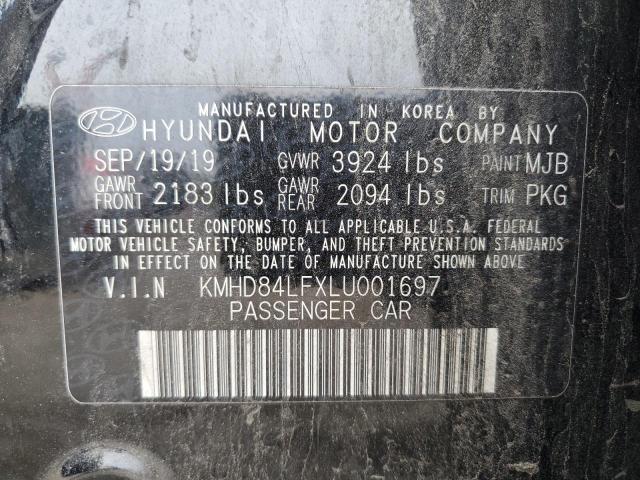 MANUFACTURED IN KOREA BY
HYUNDAI MOTOR COMPANY
SEP/19/19 GVWR 3924 lbs PAINT MJB
GAWR FRONT 2183 lbs GAWR REAR 2094 lbs TRIM PKG
THIS VEHICLE CONFORMS TO ALL APPLICABLE U.S.A. FEDERAL
MOTOR VEHICLE SAFETY, BUMPER, AND THEFT PREVENTION STANDARDS
IN EFFECT ON THE DATE OF MANUFACTURE SHOWN ABOVE
V.I.N KMHD84LFXLU001697
PASSENGER CAR